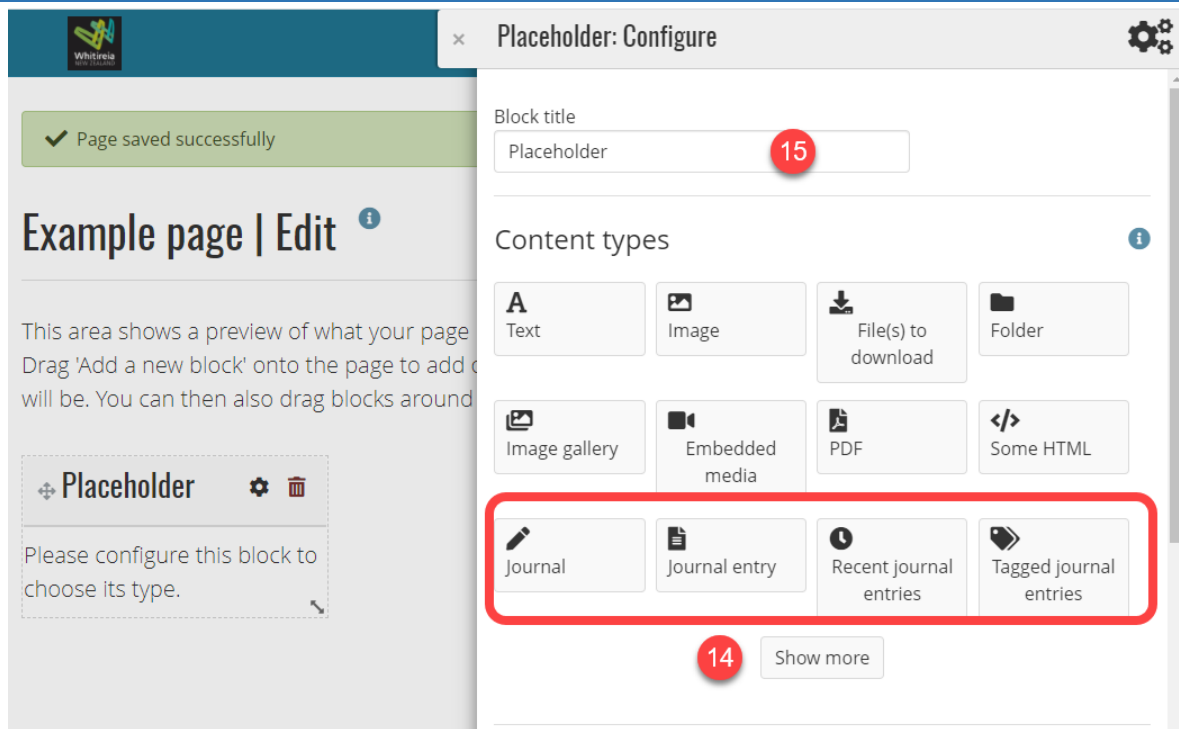 Whitireia
NEW ZEALAND
×
Placeholder: Configure
Page saved successfully
Example page | Edit
This area shows a preview of what your page
Drag 'Add a new block' onto the page to add
will be. You can then also drag blocks around
Placeholder
Please configure this block to
choose its type.
Block title
Placeholder
15
Content types
Text
Image
File(s) to
download
Folder
Image gallery
Embedded
media
PDF
Some HTML
Journal
Journal entry
Recent journal
entries
Tagged journal
entries
14
Show more